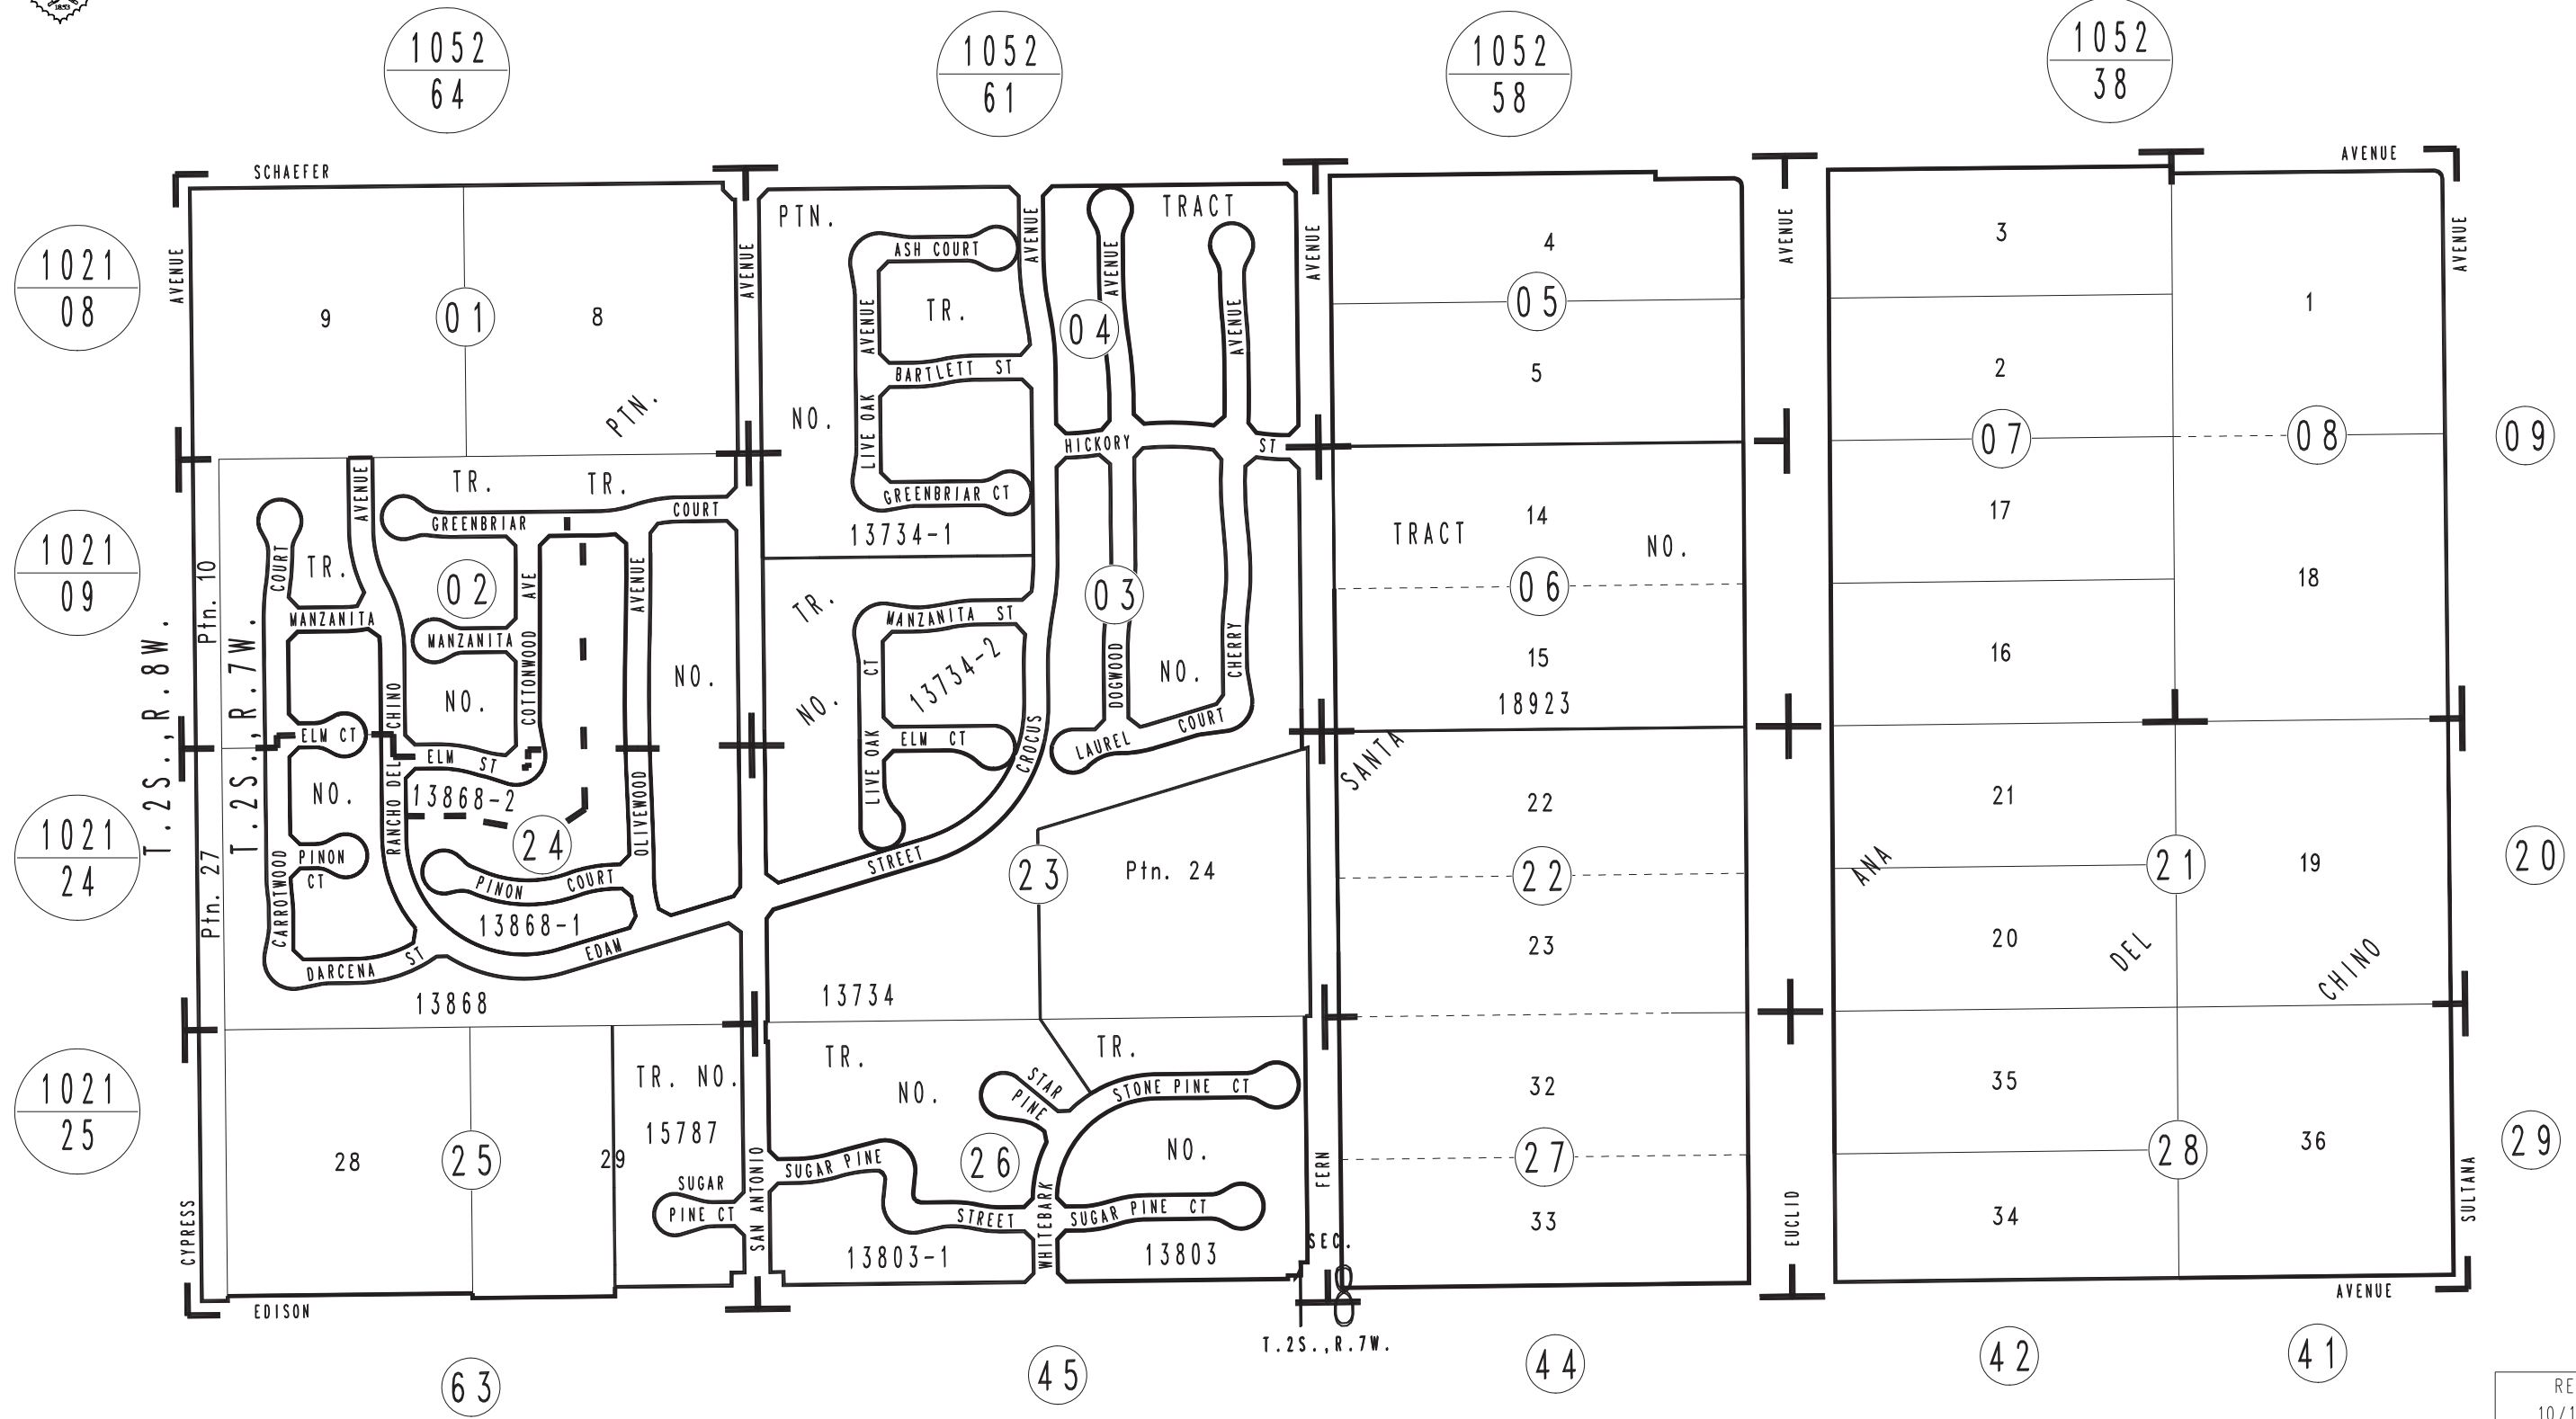 1853
1052
64
1052
61
1052
58
1052
38
SCHAEFER
AVENUE
1021
08
AVENUE
AVENUE
AVENUE
AVENUE
AVENUE
AVENUE
AVENUE
AVENUE
PTN.
TRACT
ASH COURT
9
01
8
PTN.
AVENUE
TR.
04
BARTLETT ST
NO.
LIVE OAK
HICKORY
ST
GREENBRIAR CT
13734-1
4
05
5
3
2
1
07
08
09
1021
09
T.2S.,R.8W.
Ptn. 10
T.2S.,R.7W.
AVENUE
TR.
TR.
GREENBRIAR
COURT
COURT
TR.
02
AVE
AVENUE
MANZANITA
MANZANITA
NO.
COTTONWOOD
NO.
CHINO
ELM CT
ELM ST
TR.
NO.
MANZANITA ST
CT
13734-2
ELM CT
LIVE OAK
CROCUS
03
DOGWOOD
NO.
CHERRY
LAUREL
COURT
TRACT
14
NO.
06
15
18923
17
18
16
1021
24
Ptn. 27
NO.
RANCHO DEL
13868-2
24
OLIVEWOOD
PINON
CT
CARROTWOOD
PINON COURT
13868-1
DARCENA ST
EDAM
13868
STREET
23
Ptn. 24
13734
SANTA
22
22
23
ANA
21
21
19
20
20
DEL
CHINO
1021
25
28
25
29
TR. NO.
15787
SUGAR
PINE CT
SAN ANTONIO
CYPRESS
TR.
NO.
TR.
STAR
PINE
STONE PINE CT
26
NO.
SUGAR PINE
STREET
WHITEBARK
SUGAR PINE CT
13803-1
13803
FERN
32
27
33
35
28
36
29
34
EUCLID
SULTANA
SEC.
8
EDISON
AVENUE
T.2S.,R.7W.
63
45
44
42
41